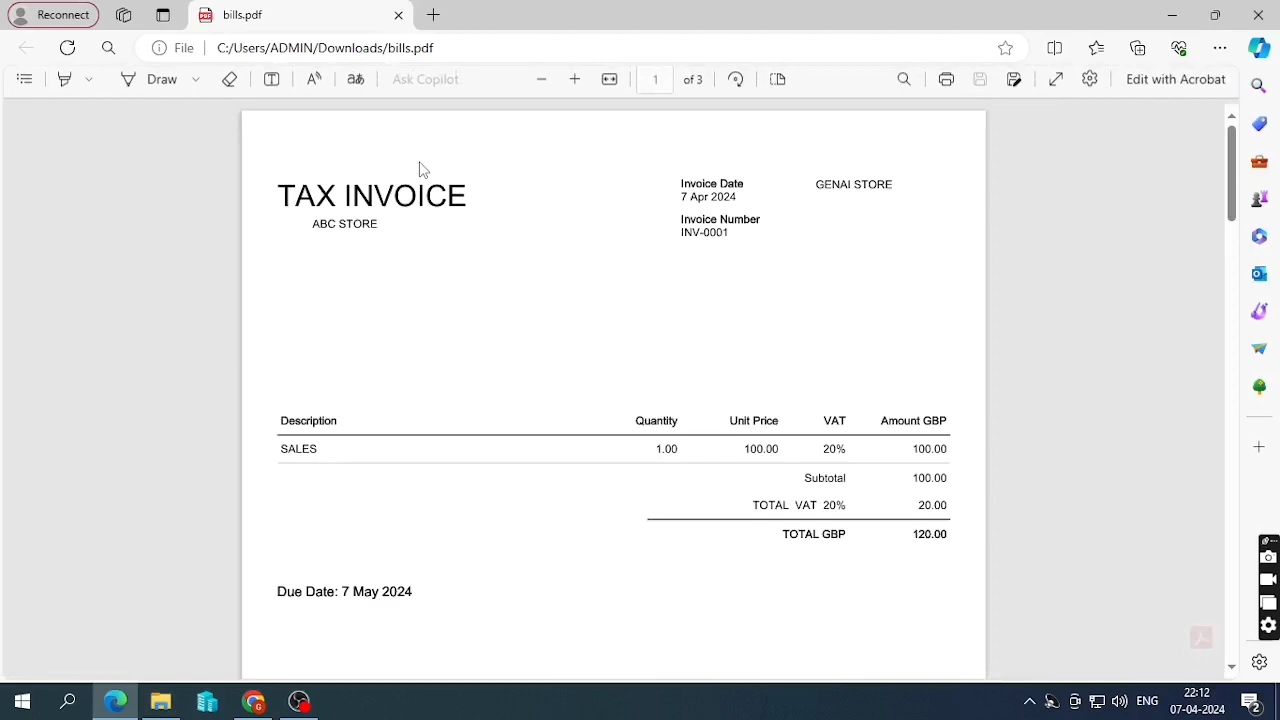 Reconnect
bills.pdf
File
C:/Users/ADMIN/Downloads/bills.pdf
Draw
Ask Copilot
1 of 3
Edit with Acrobat
TAX INVOICE
ABC STORE
Invoice Date
7 Apr 2024
Invoice Number
INV-0001
GENAI STORE
Description Quantity Unit Price VAT Amount GBP
SALES 1.00 100.00 20% 100.00
Subtotal 100.00
TOTAL VAT 20% 20.00
TOTAL GBP 120.00
Due Date: 7 May 2024
ENG
22:12
07-04-2024
2